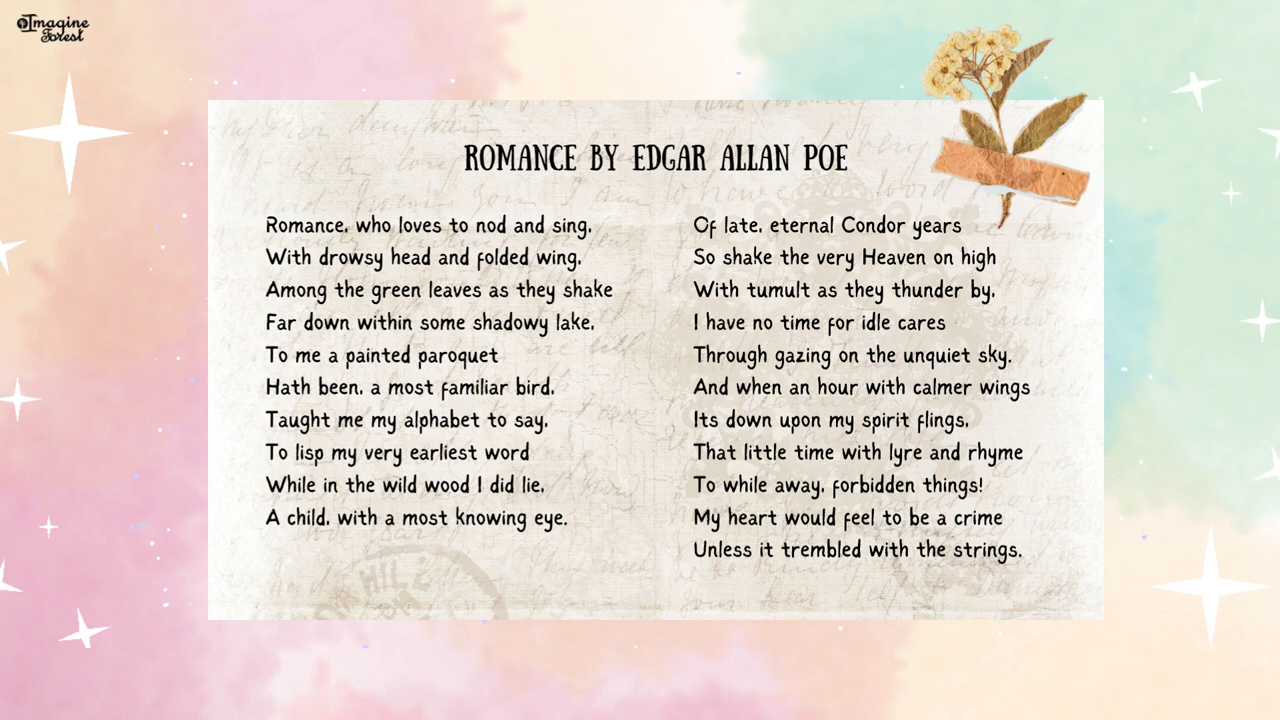 Imagine
Forest
ROMANCE BY EDGAR ALLAN POE
Romance, who loves to nod and sing,
With drowsy head and folded wing,
Among the green leaves as they shake
Far down within some shadowy lake,
To me a painted paroquet
Hath been, a most familiar bird,
Taught me my alphabet to say,
To lisp my very earliest word
While in the wild wood I did lie,
A child, with a most knowing eye.
Of late, eternal Condor years
So shake the very Heaven on high
With tumult as they thunder by,
I have no time for idle cares
Through gazing on the unquiet sky.
And when an hour with calmer wings
Its down upon my spirit flings,
That little time with lyre and rhyme
To while away, forbidden things!
My heart would feel to be a crime
Unless it trembled with the strings.